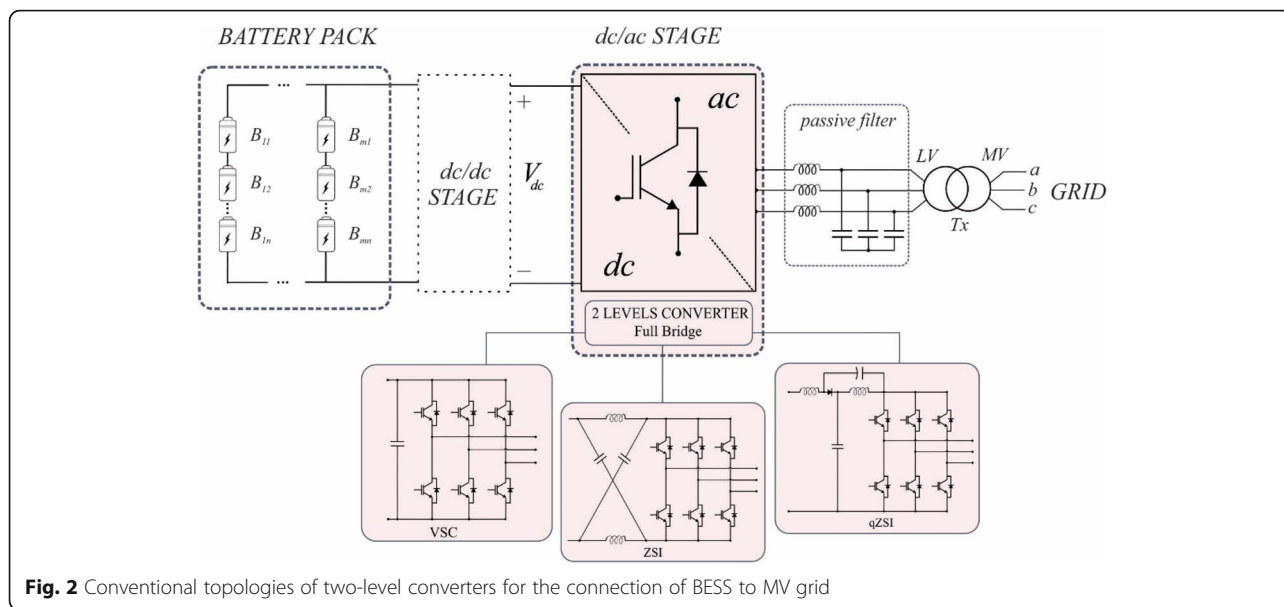 BATTERY PACK
dc/ac STAGE
B11
B12
B1n
...
Bm1
Bm2
Bmn
...
dc/dc
STAGE
+
Vdc
−
ac
dc
passive filter
LV
MV
Tx
a
b
c
GRID
2 LEVELS CONVERTER
Full Bridge
VSC
ZSI
qZSI
Fig. 2 Conventional topologies of two-level converters for the connection of BESS to MV grid